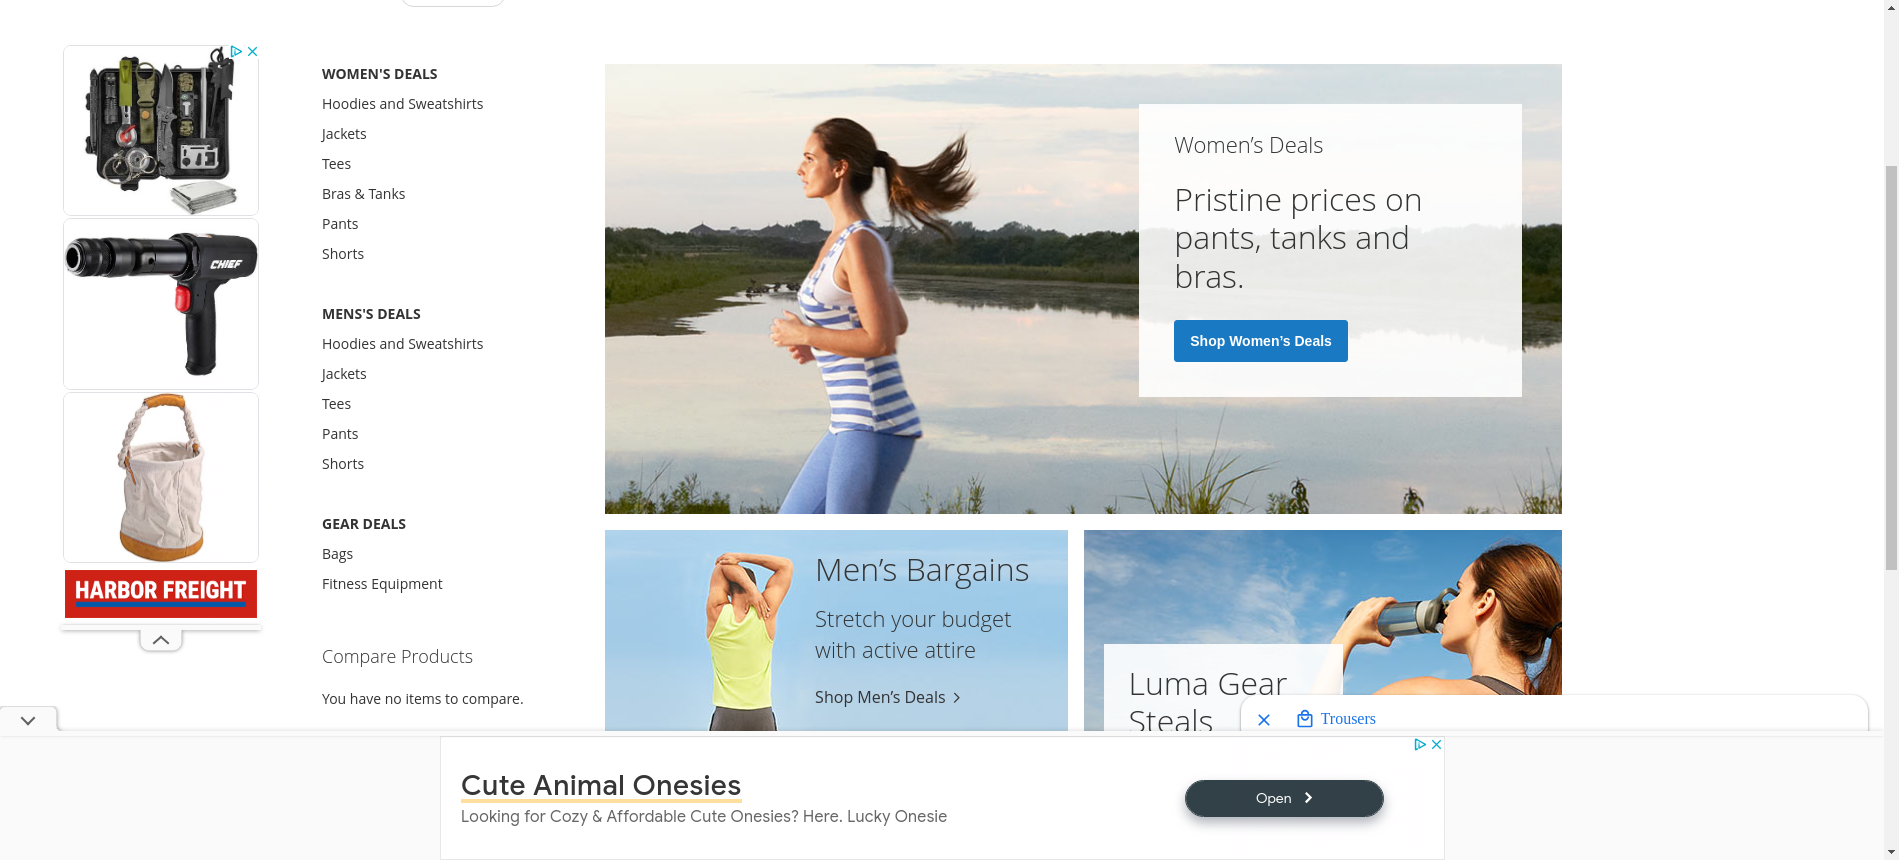 CHIEF
HARBOR FREIGHT
WOMEN'S DEALS
Hoodies and Sweatshirts
Jackets
Tees
Bras & Tanks
Pants
Shorts
MENS'S DEALS
Hoodies and Sweatshirts
Jackets
Tees
Pants
Shorts
GEAR DEALS
Bags
Fitness Equipment
Compare Products
You have no items to compare.
Women’s Deals
Pristine prices on
pants, tanks and
bras.
Shop Women’s Deals
Men’s Bargains
Stretch your budget
with active attire
Shop Men’s Deals
Luma Gear
Steals
Trousers
Cute Animal Onesies
Looking for Cozy & Affordable Cute Onesies? Here. Lucky Onesie
Open